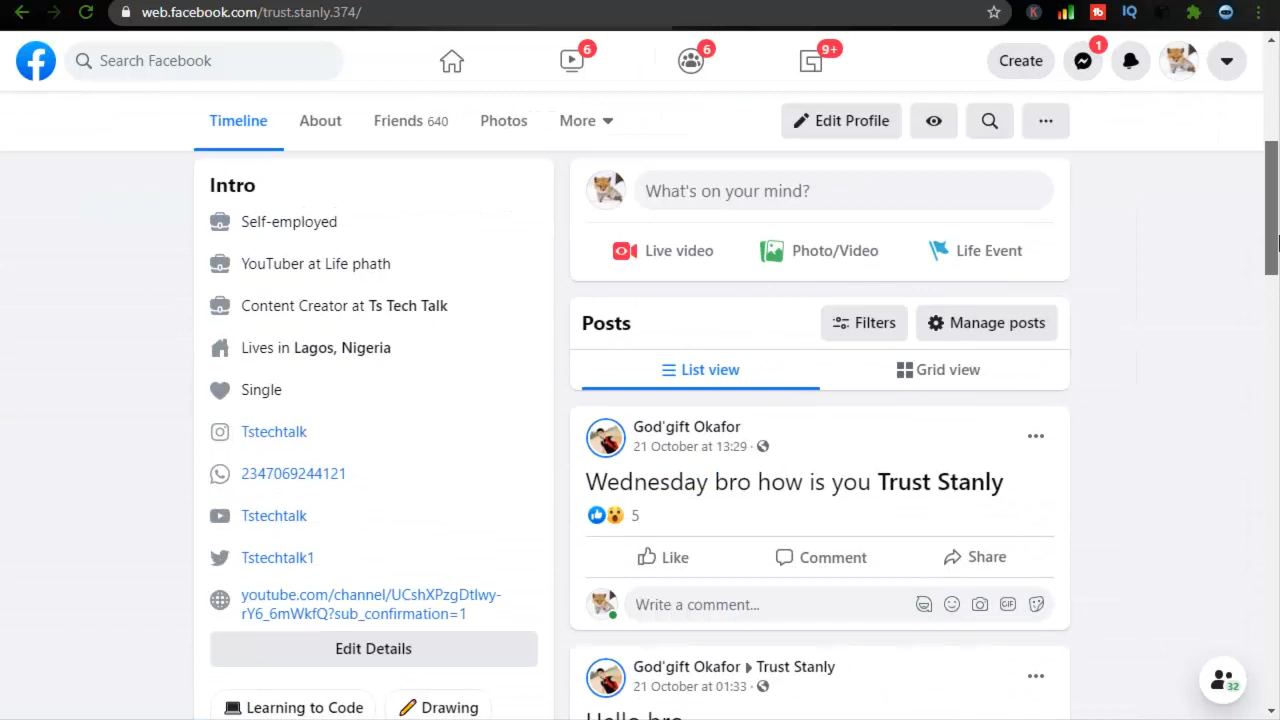 web.facebook.com/trust.stanly.374/
Search Facebook
6
6
9+
Create
1
Timeline
About
Friends 640
Photos
More
Edit Profile
Intro
Self-employed
YouTuber at Life phath
Content Creator at Ts Tech Talk
Lives in Lagos, Nigeria
Single
Tstechtalk
2347069244121
Tstechtalk
Tstechtalk1
youtube.com/channel/UCshXPzgDtlwy-
rY6_6mWkfQ?sub_confirmation=1
Edit Details
Learning to Code
Drawing
What's on your mind?
Live video
Photo/Video
Life Event
Posts
Filters
Manage posts
List view
Grid view
God'gift Okafor
21 October at 13:29 ·
Wednesday bro how is you Trust Stanly
5
Like
Comment
Share
Write a comment...
GIF
God'gift Okafor Trust Stanly
21 October at 01:33 ·
Hello bro
32